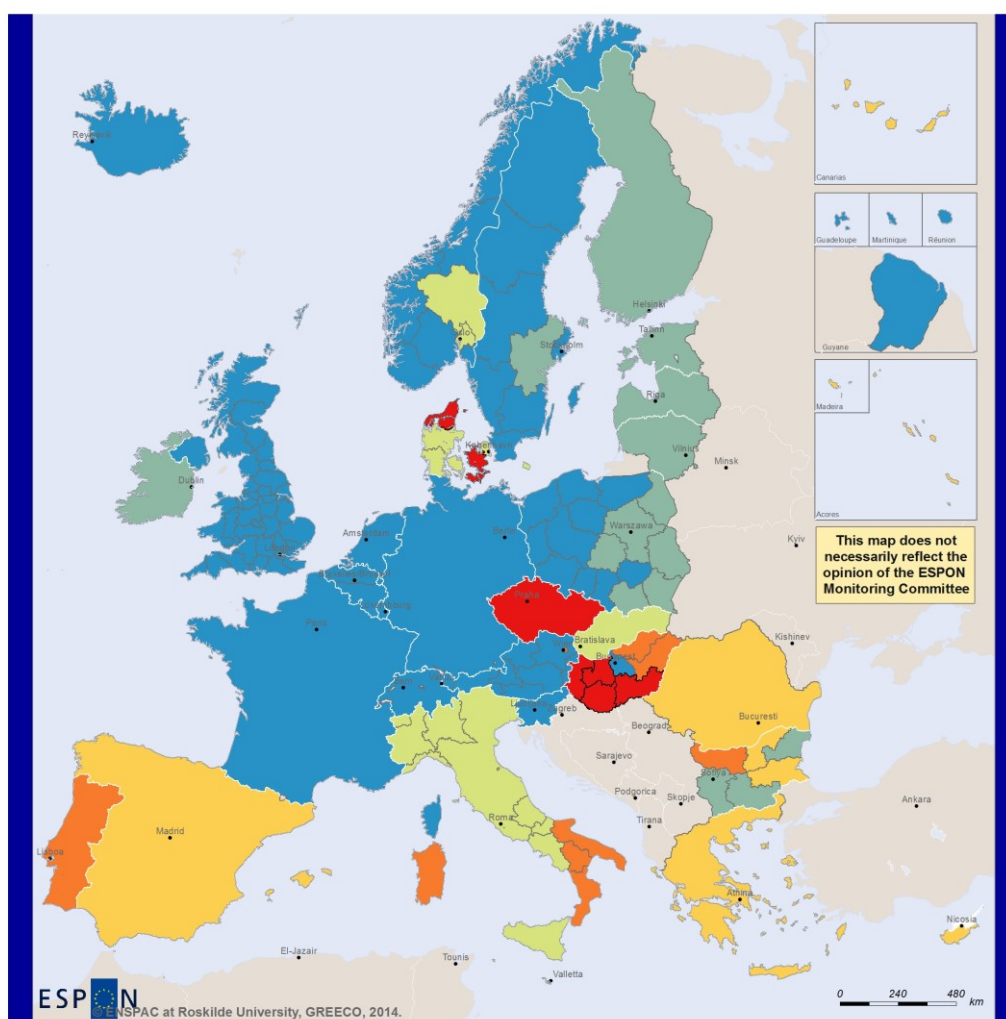 Reykjavik
Canarias
Guadeloupe
Martinique
Réunion
Guyane
Helsinki
Tallinn
Oslo
Stockholm
Riga
Madeira
Vilnius
Minsk
København
Dublin
Acores
Amsterdam
Berlin
Warszawa
Kyiv
This map does not
necessarily reflect the
opinion of the ESPON
Monitoring Committee
Praha
Paris
Kishinev
Bratislava
Budapest
Bern
Vaduz
Ljubljana
Zagreb
Bucuresti
Beograd
Sarajevo
Sofiya
Podgorica
Skopje
Ankara
Roma
Tirana
Madrid
Lisboa
Athina
Nicosia
El-Jazair
Tounis
Valletta
ESPON
© ENSPAC at Roskilde University, GREECO, 2014.
0 240 480
km